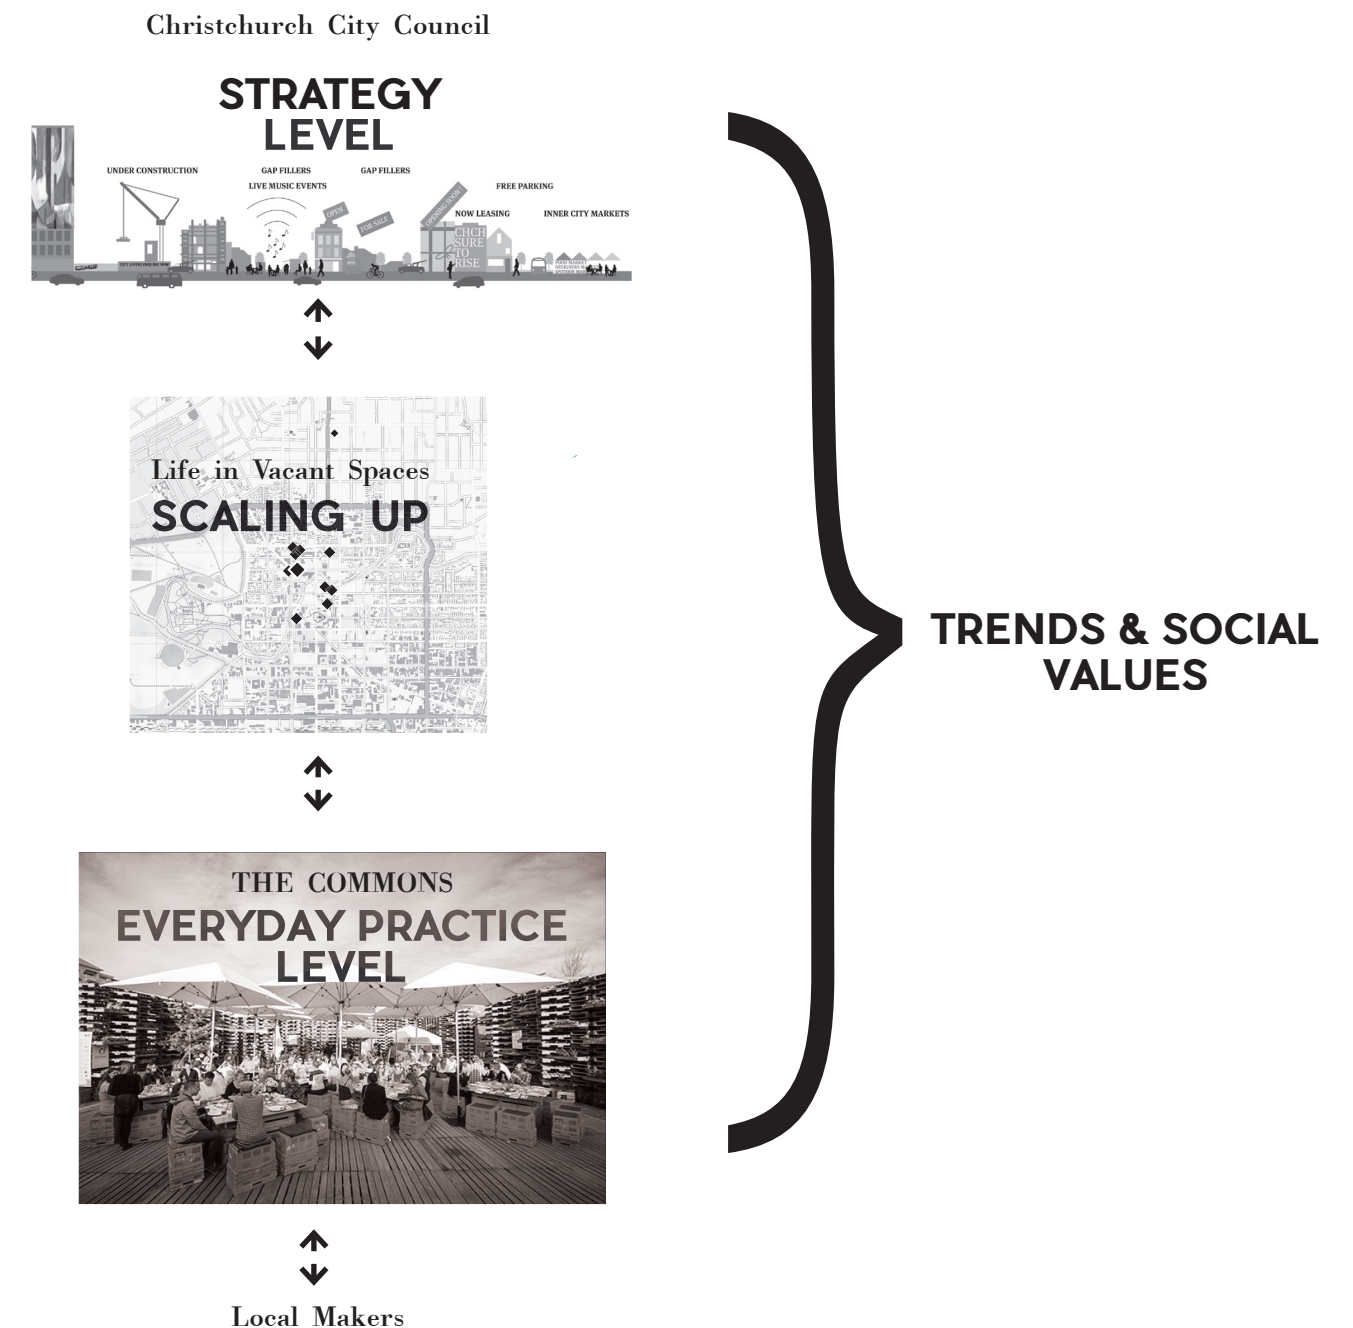 Christchurch City Council
STRATEGY
LEVEL
UNDER CONSTRUCTION
GAP FILLERS
GAP FILLERS
LIVE MUSIC EVENTS
FREE PARKING
OPEN
FOR SALE
OPENING SOON!
NOW LEASING
INNER CITY MARKETS
CHCH
SURE
TO
RISE
Life in Vacant Spaces
SCALING UP
THE COMMONS
EVERYDAY PRACTICE
LEVEL
Local Makers
TRENDS & SOCIAL
VALUES